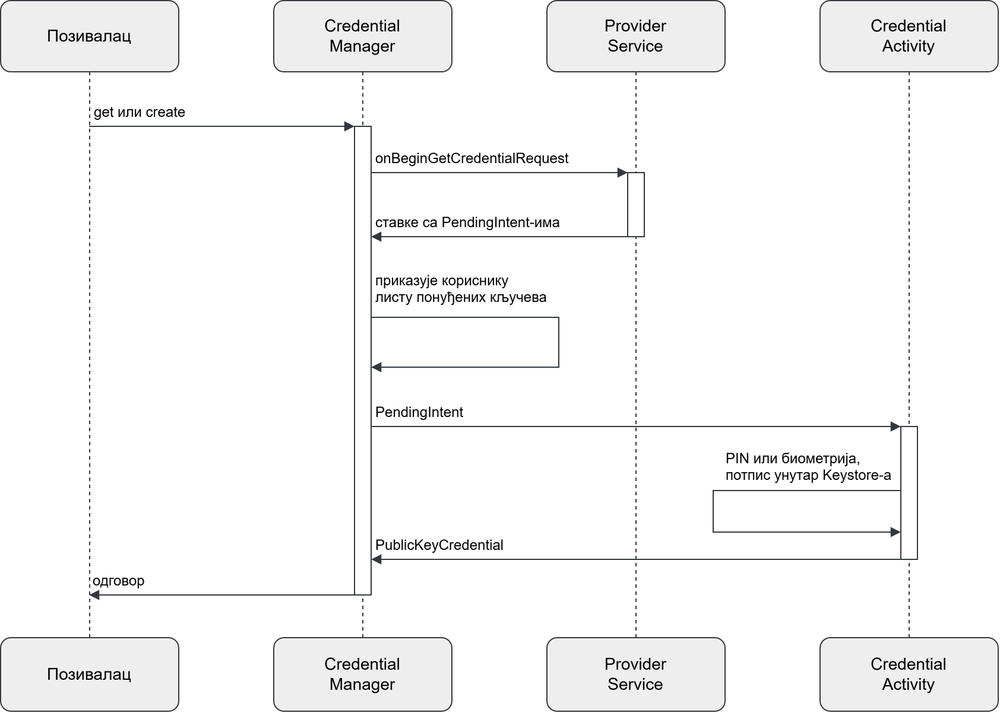 Позивалац
Credential
Manager
Provider
Service
Credential
Activity
get или create
onBeginGetCredentialRequest
ставке са PendingIntent-има
приказује кориснику
листу понуђених кључева
PendingIntent
PIN или биометрија,
потпис унутар Keystore-а
PublicKeyCredential
одговор
Позивалац
Credential
Manager
Provider
Service
Credential
Activity